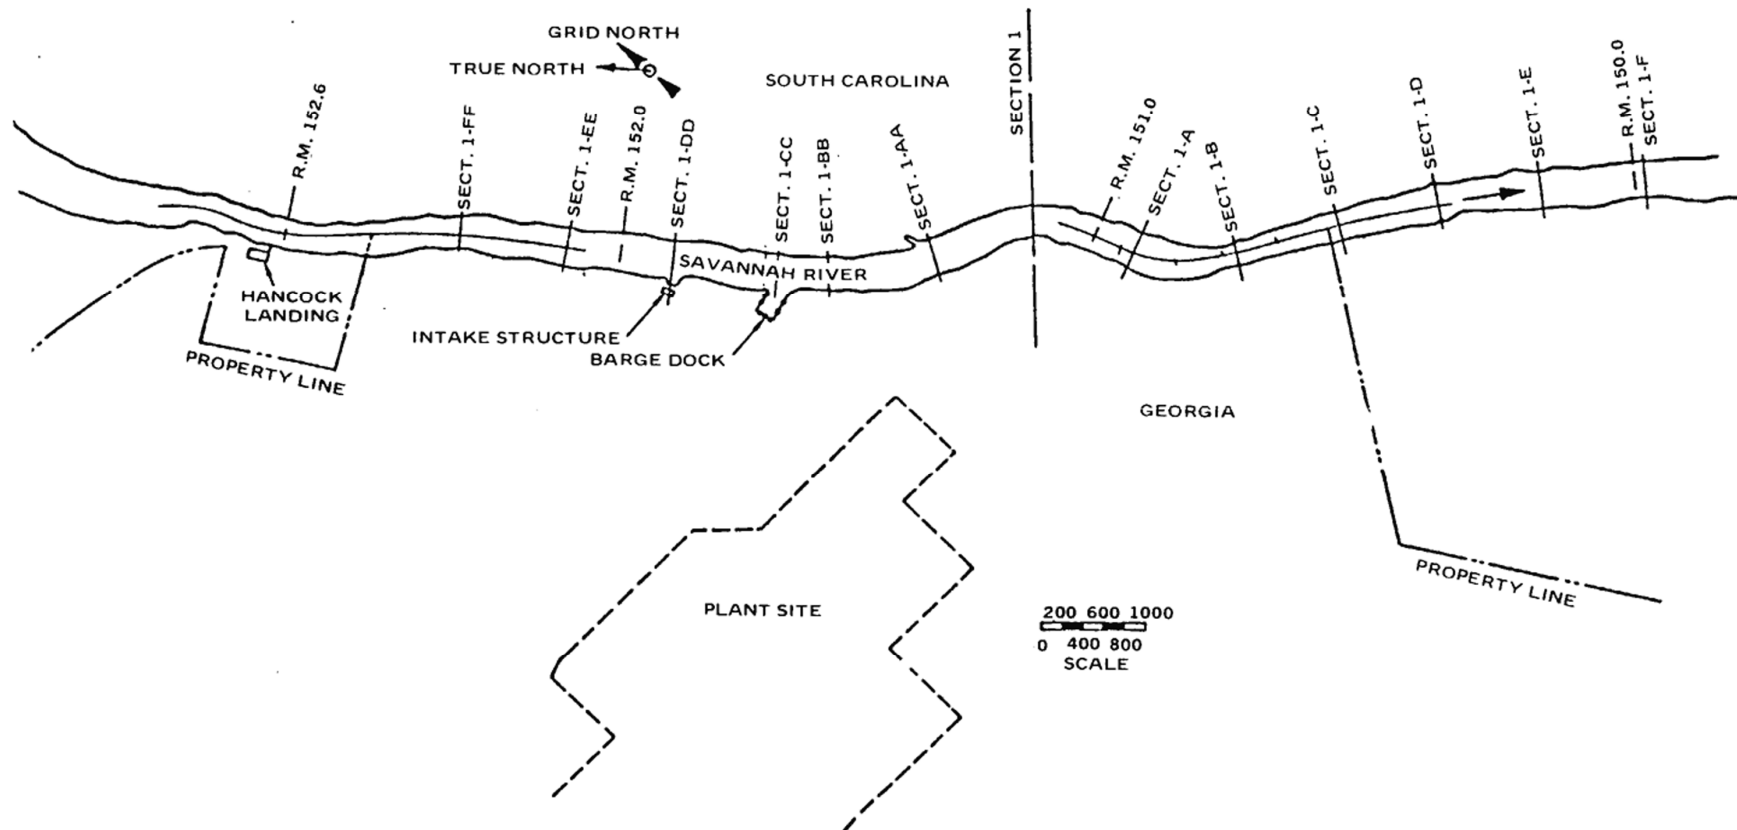 GRID NORTH
TRUE NORTH
SOUTH CAROLINA
SECTION 1
R.M. 152.6
SECT. 1-FF
SECT. 1-EE
R.M. 152.0
SECT. 1-DD
SECT. 1-CC
SECT. 1-BB
SECT. 1-AA
R.M. 151.0
SECT. 1-A
SECT. 1-B
SECT. 1-C
SECT. 1-D
SECT. 1-E
R.M. 150.0
SECT. 1-F
SAVANNAH RIVER
HANCOCK
LANDING
INTAKE STRUCTURE
BARGE DOCK
PROPERTY LINE
GEORGIA
PLANT SITE
PROPERTY LINE
200 600 1000
0 400 800
SCALE